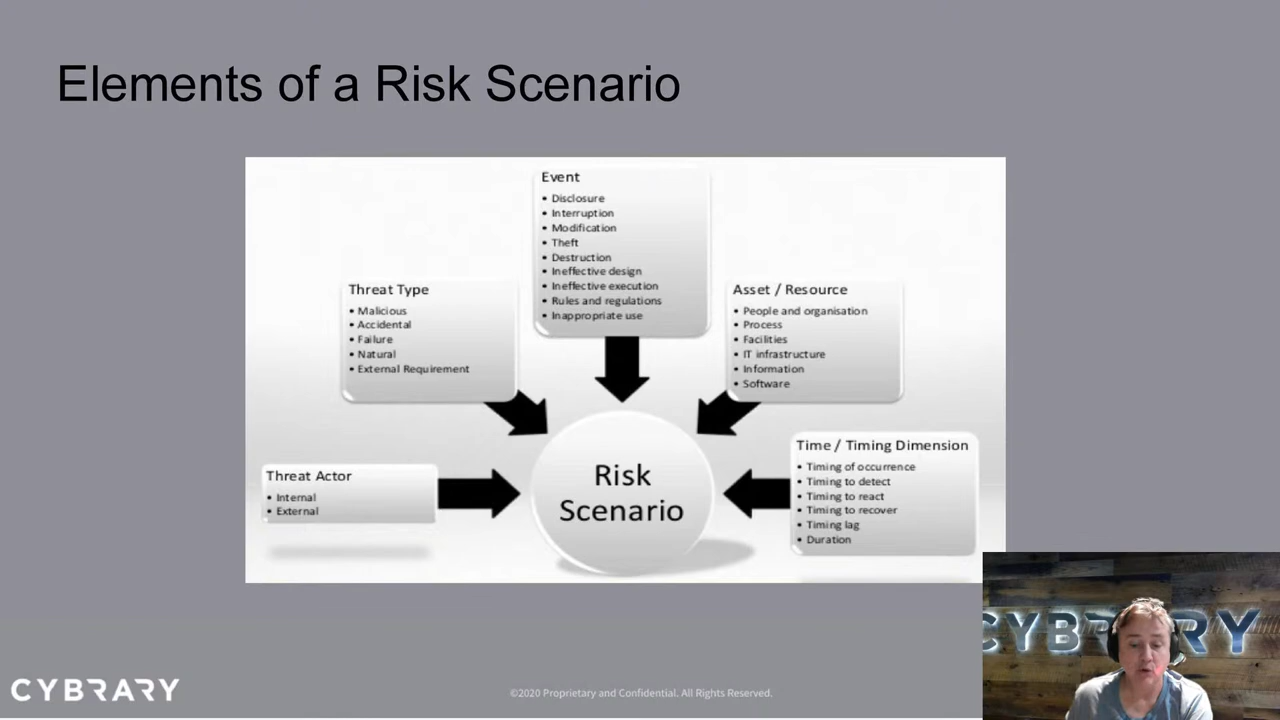 Elements of a Risk Scenario
Event
• Disclosure
• Interruption
• Modification
• Theft
• Destruction
• Ineffective design
• Ineffective execution
• Rules and regulations
• Inappropriate use
Threat Type
• Malicious
• Accidental
• Failure
• Natural
• External Requirement
Asset / Resource
• People and organisation
• Process
• Facilities
• IT infrastructure
• Information
• Software
Threat Actor
• Internal
• External
Risk
Scenario
Time / Timing Dimension
• Timing of occurrence
• Timing to detect
• Timing to react
• Timing to recover
• Timing lag
• Duration
CYBRARY
CYBRARY
©2020 Proprietary and Confidential. All Rights Reserved.